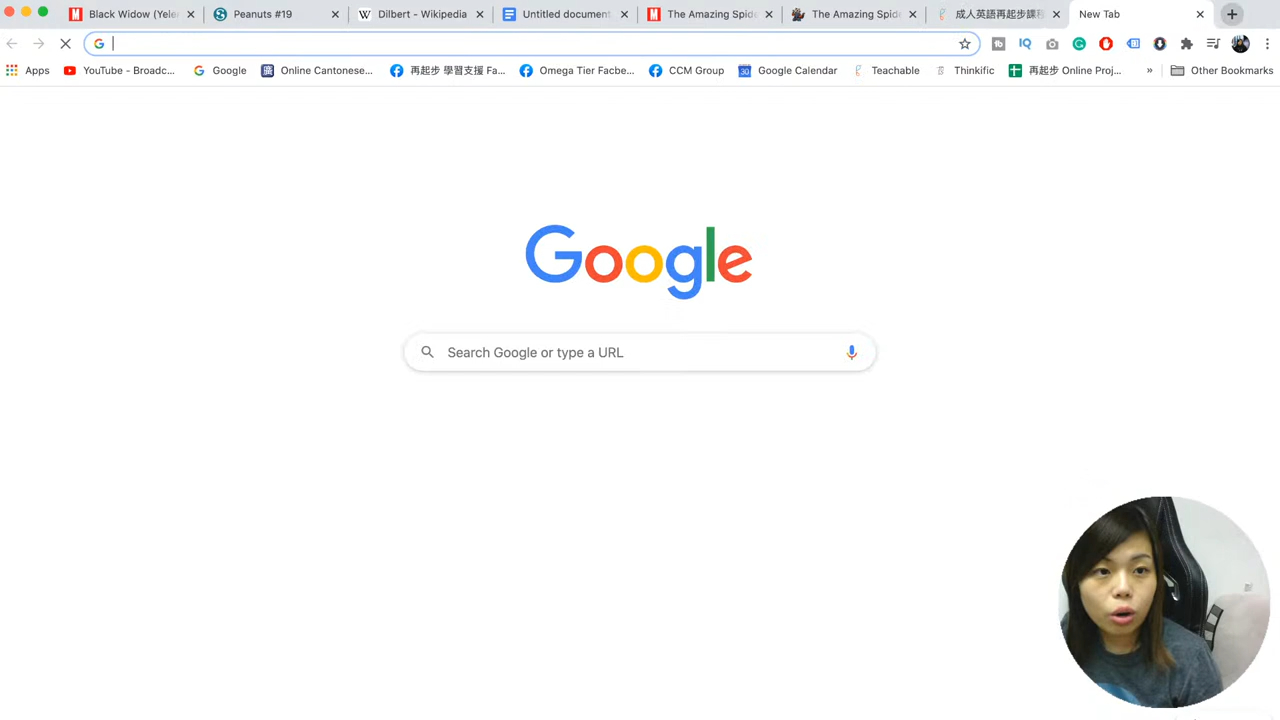 Black Widow (Yele
Peanuts #19
Dilbert - Wikipedia
Untitled document
The Amazing Spid
The Amazing Spid
成人英語再起步課程
New Tab
Apps
YouTube - Broadc...
Google
Online Cantonese...
再起步 學習支援 Fa...
Omega Tier Facbe...
CCM Group
Google Calendar
Teachable
Thinkific
再起步 Online Proj...
Other Bookmarks
Google
Search Google or type a URL